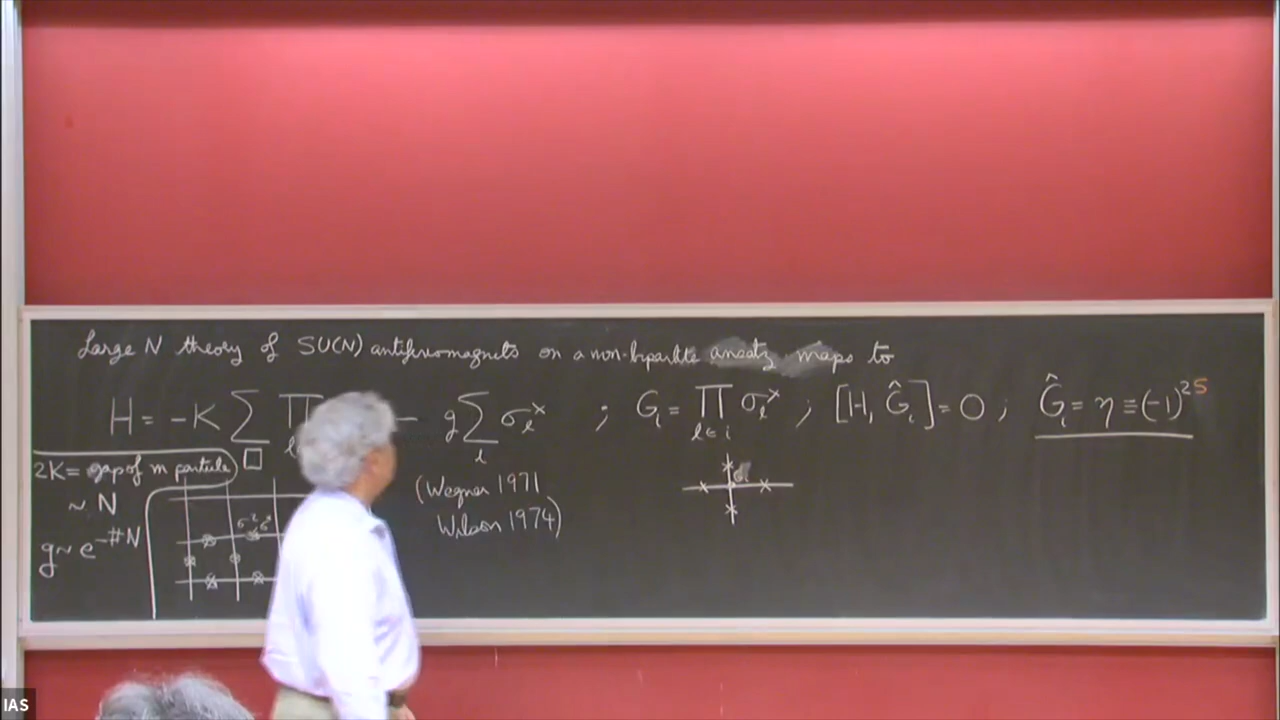 Large N theory of SU(N) antiferromagnets on a non-bipartite ansatz maps to
H = -K ∑ ∏ - g ∑ σ_l^x ; G_i = ∏ σ_l^x ; [H, Ĝ_i] = 0 ; Ĝ_i = η ≡ (-1)^{2S}
□ l l∈i
2K = gap of m particle
~ N
g ~ e^{-#N}
(Wegner 1971
Wilson 1974)
IAS